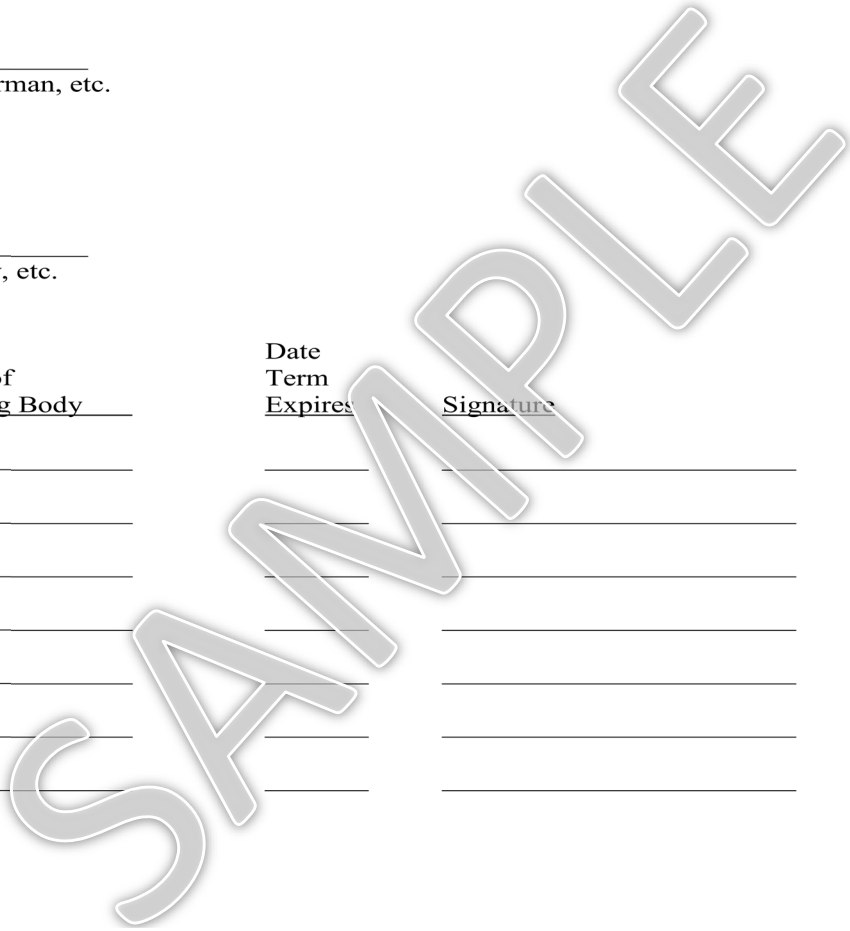 rman, etc.
, etc.
Date
of Term
g Body Expires Signature
SAMPLE